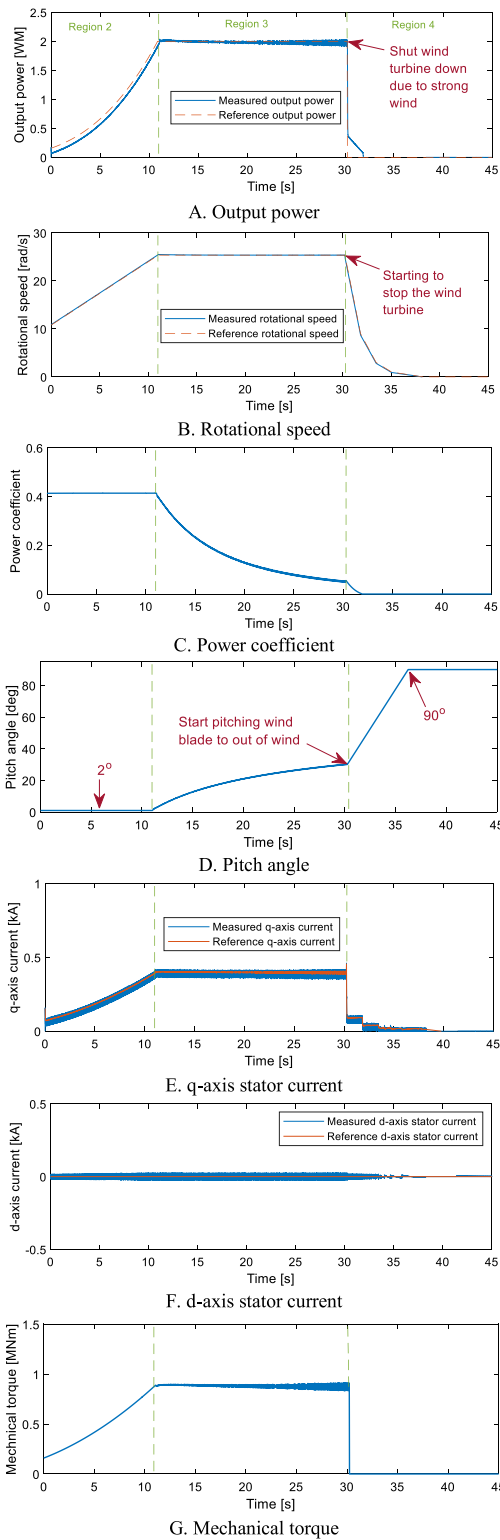 Region 2 Region 3 Region 4
Output power [WM]
2.5
2
1.5
1
0.5
0
Shut wind
turbine down
due to strong
wind
Measured output power
Reference output power
0 5 10 15 20 25 30 35 40 45
Time [s]
A. Output power
Rotational speed [rad/s]
30
20
10
0
Starting to
stop the wind
turbine
Measured rotational speed
Reference rotational speed
0 5 10 15 20 25 30 35 40 45
Time [s]
B. Rotational speed
Power coefficient
0.6
0.4
0.2
0
0 5 10 15 20 25 30 35 40 45
Time [s]
C. Power coefficient
Pitch angle [deg]
80
60
40
20
0
2o
Start pitching wind
blade to out of wind
90o
0 5 10 15 20 25 30 35 40 45
Time [s]
D. Pitch angle
q-axis current [kA]
1
0.5
0
Measured q-axis current
Reference q-axis current
0 5 10 15 20 25 30 35 40 45
Time [s]
E. q-axis stator current
d-axis current [kA]
0.5
0
-0.5
Measured d-axis stator current
Reference d-axis stator current
0 5 10 15 20 25 30 35 40 45
Time [s]
F. d-axis stator current
Mechnical torque [MNm]
1.5
1
0.5
0
0 5 10 15 20 25 30 35 40 45
Time [s]
G. Mechanical torque